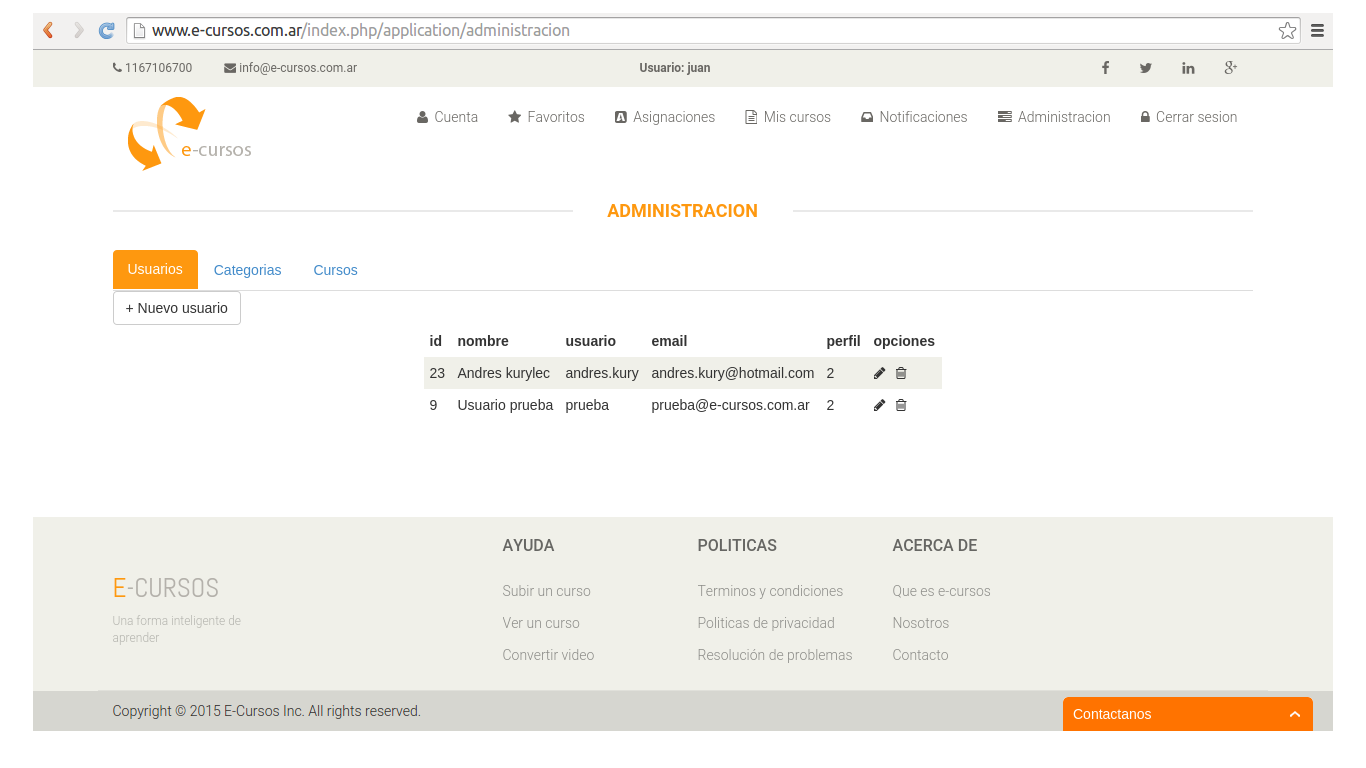 www.e-cursos.com.ar/index.php/application/administracion
1167106700 info@e-cursos.com.ar Usuario: juan
e-cursos
Cuenta Favoritos Asignaciones Mis cursos Notificaciones Administracion Cerrar sesion
ADMINISTRACION
Usuarios Categorias Cursos
+ Nuevo usuario
id nombre usuario email perfil opciones
23 Andres kurylec andres.kury andres.kury@hotmail.com 2
9 Usuario prueba prueba prueba@e-cursos.com.ar 2
E-CURSOS
Una forma inteligente de
aprender
AYUDA
Subir un curso
Ver un curso
Convertir video
POLITICAS
Terminos y condiciones
Politicas de privacidad
Resolución de problemas
ACERCA DE
Que es e-cursos
Nosotros
Contacto
Copyright © 2015 E-Cursos Inc. All rights reserved.
Contactanos